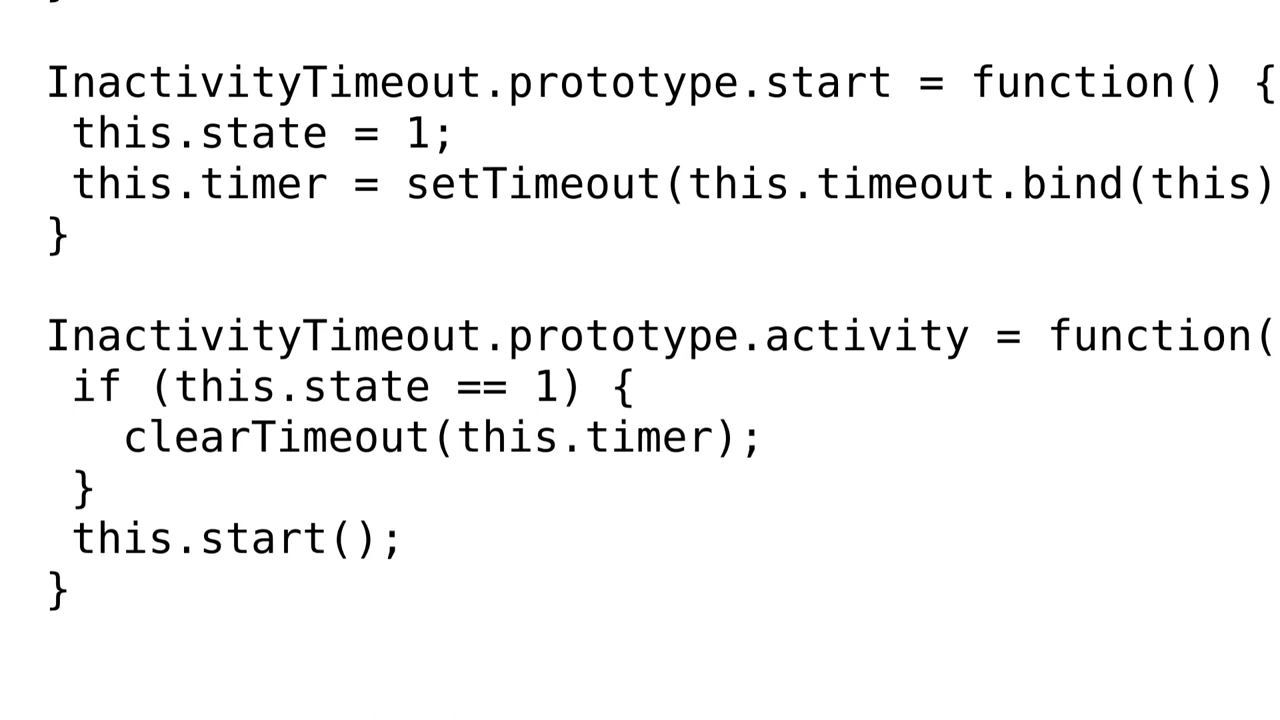 InactivityTimeout.prototype.start = function() {
 this.state = 1;
 this.timer = setTimeout(this.timeout.bind(this)
}
InactivityTimeout.prototype.activity = function(
 if (this.state == 1) {
   clearTimeout(this.timer);
 }
 this.start();
}